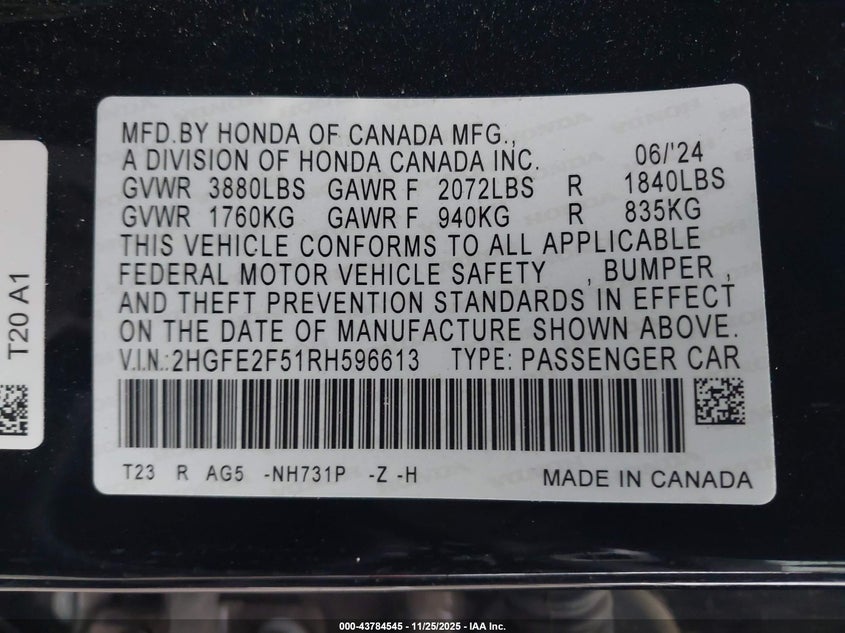 MFD.BY HONDA OF CANADA MFG.,
A DIVISION OF HONDA CANADA INC. 06/'24
GVWR 3880LBS GAWR F 2072LBS R 1840LBS
GVWR 1760KG GAWR F 940KG R 835KG
THIS VEHICLE CONFORMS TO ALL APPLICABLE
FEDERAL MOTOR VEHICLE SAFETY , BUMPER ,
AND THEFT PREVENTION STANDARDS IN EFFECT
ON THE DATE OF MANUFACTURE SHOWN ABOVE.
V.I.N.:2HGFE2F51RH596613 TYPE: PASSENGER CAR
T23 R AG5 -NH731P -Z -H
MADE IN CANADA
T20 A1
000-43784545 - 11/25/2025 - IAA Inc.